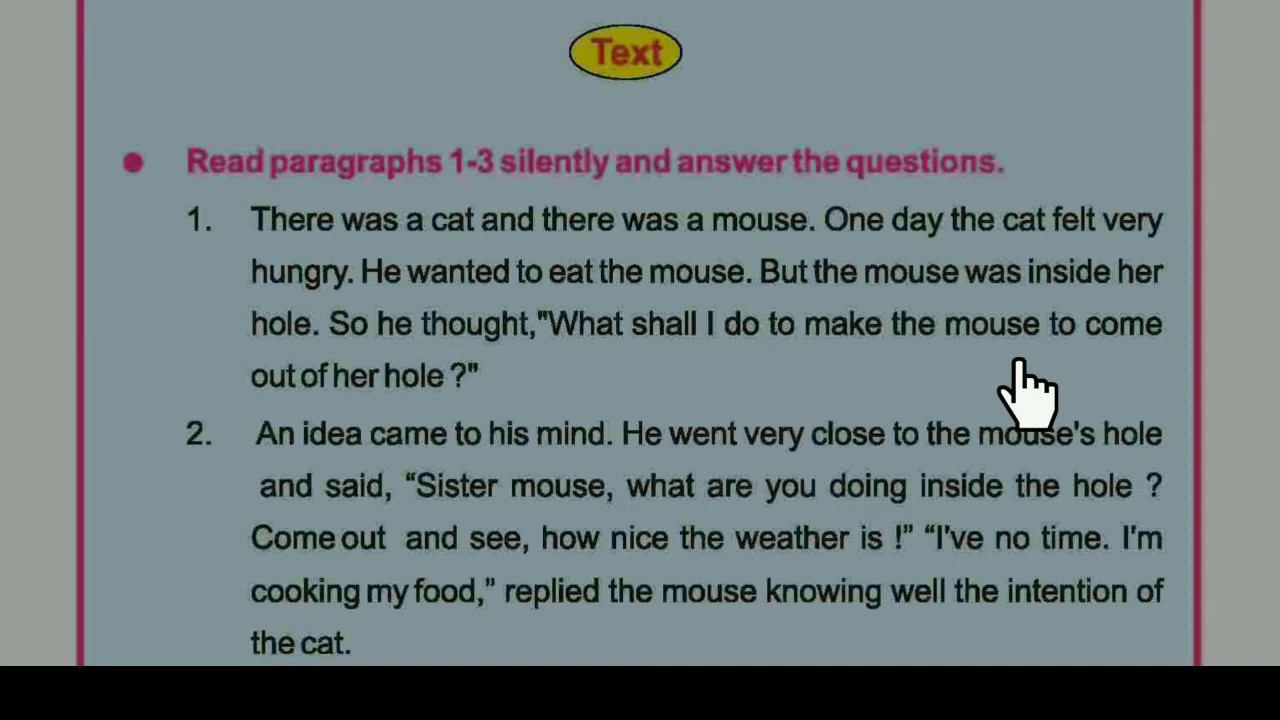 Text
Read paragraphs 1-3 silently and answer the questions.
1. There was a cat and there was a mouse. One day the cat felt very
hungry. He wanted to eat the mouse. But the mouse was inside her
hole. So he thought,"What shall I do to make the mouse to come
out of her hole ?"
2. An idea came to his mind. He went very close to the mouse's hole
and said, “Sister mouse, what are you doing inside the hole ?
Come out and see, how nice the weather is !” “I've no time. I'm
cooking my food,” replied the mouse knowing well the intention of
the cat.